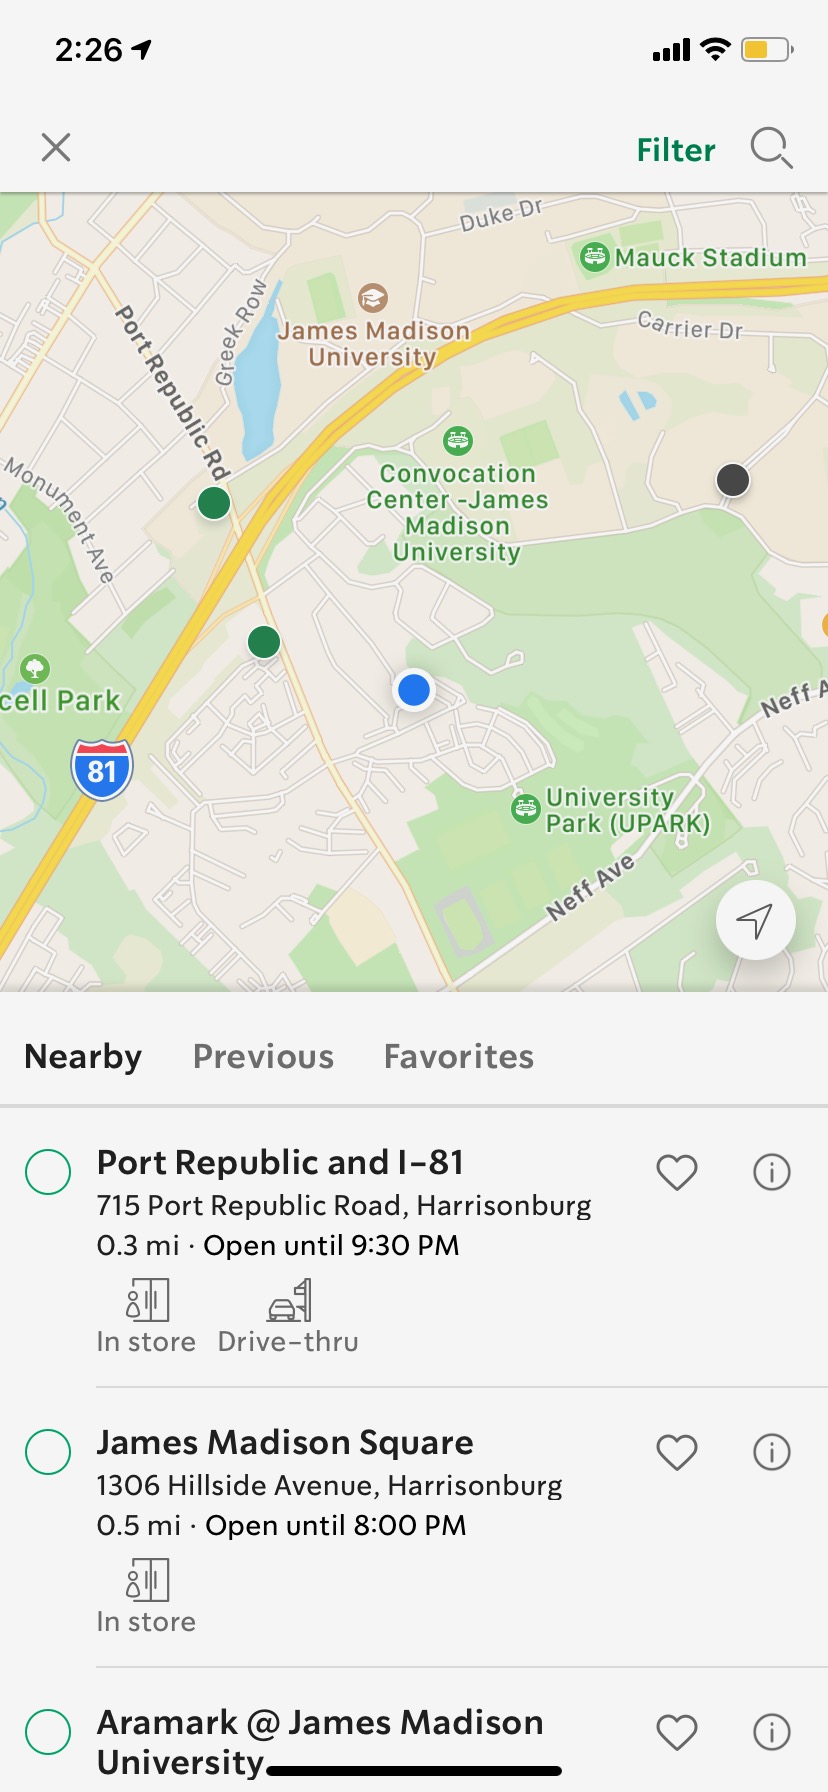 2:26
Filter
Duke Dr
Mauck Stadium
Greek Row
James Madison
University
Carrier Dr
Port Republic Rd
Monument Ave
Convocation
Center -James
Madison
University
cell Park
Neff A
81
University
Park (UPARK)
Neff Ave
Nearby Previous Favorites
Port Republic and I-81
715 Port Republic Road, Harrisonburg
0.3 mi · Open until 9:30 PM
In store Drive-thru
James Madison Square
1306 Hillside Avenue, Harrisonburg
0.5 mi · Open until 8:00 PM
In store
Aramark @ James Madison
University